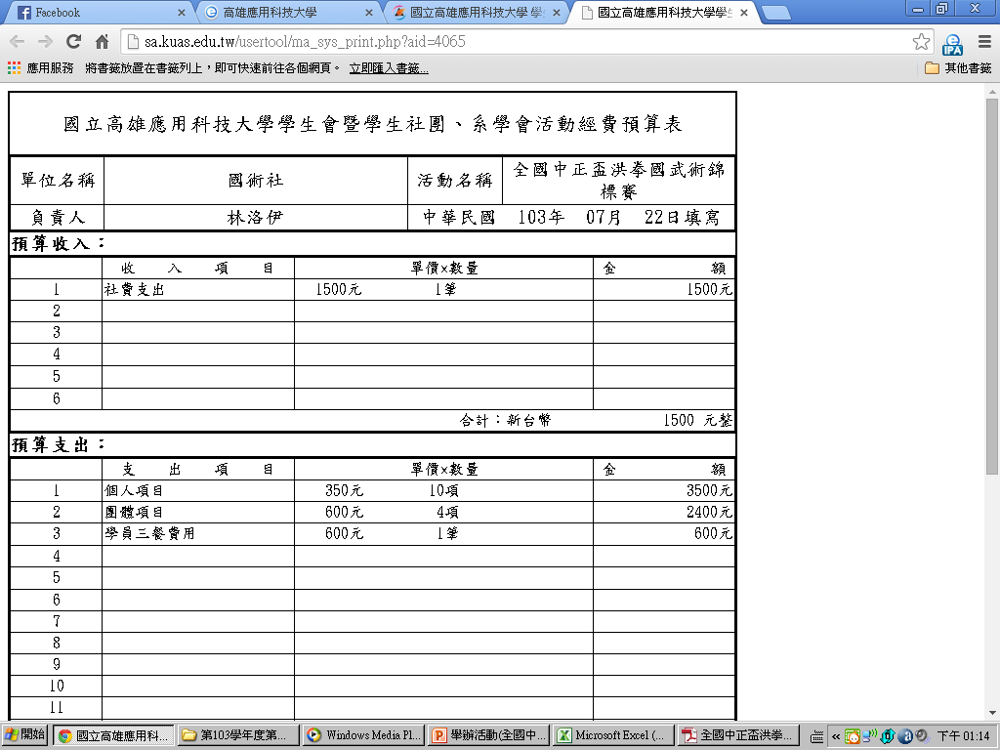 Facebook
高雄應用科技大學
國立高雄應用科技大學 學
國立高雄應用科技大學學生
sa.kuas.edu.tw/usertool/ma_sys_print.php?aid=4065
IPA
應用服務 將書籤放置在書籤列上，即可快速前往各個網頁。 立即匯入書籤... 其他書籤
國立高雄應用科技大學學生會暨學生社團、系學會活動經費預算表
單位名稱 國術社 活動名稱 全國中正盃洪拳國武術錦
標賽
負責人 林洛伊 中華民國 103年 07月 22日填寫
預算收入：
收 入 項 目 單價×數量 金 額
1 社費支出 1500元 1筆 1500元
2
3
4
5
6
合計：新台幣 1500 元整
預算支出：
支 出 項 目 單價×數量 金 額
1 個人項目 350元 10項 3500元
2 團體項目 600元 4項 2400元
3 學員三餐費用 600元 1筆 600元
4
5
6
7
8
9
10
11
開始 國立高雄應用科... 第103學年度第... Windows Media Pl... 舉辦活動(全國中... Microsoft Excel (... 全國中正盃洪拳... 下午 01:14